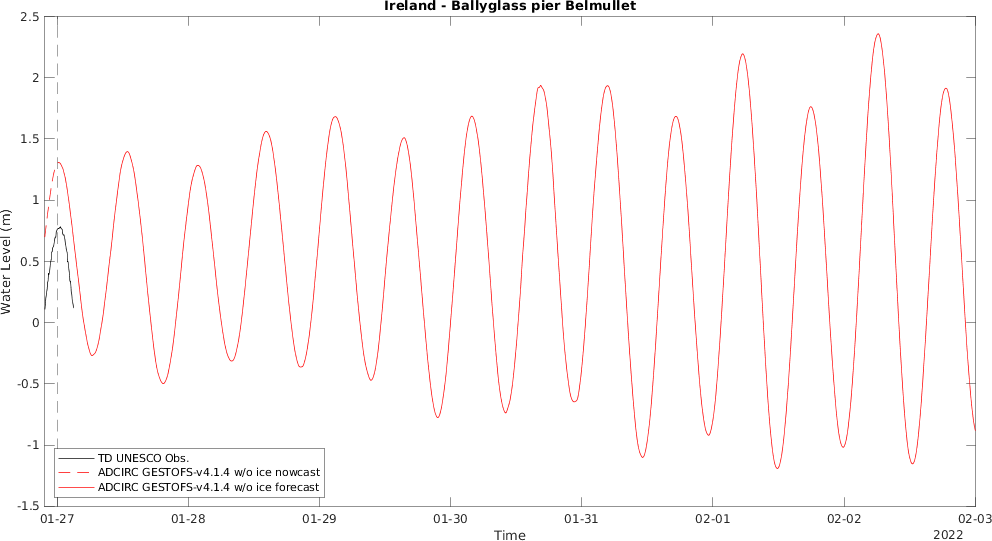 Ireland - Ballyglass pier Belmullet
2.5
2
1.5
1
0.5
0
-0.5
-1
-1.5
Water Level (m)
TD UNESCO Obs.
ADCIRC GESTOFS-v4.1.4 w/o ice nowcast
ADCIRC GESTOFS-v4.1.4 w/o ice forecast
01-27 01-28 01-29 01-30 01-31 02-01 02-02 02-03
Time
2022